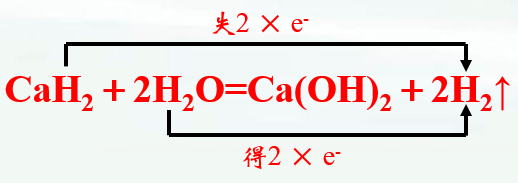 失2 × e⁻
CaH₂ + 2H₂O=Ca(OH)₂ + 2H₂↑
得2 × e⁻